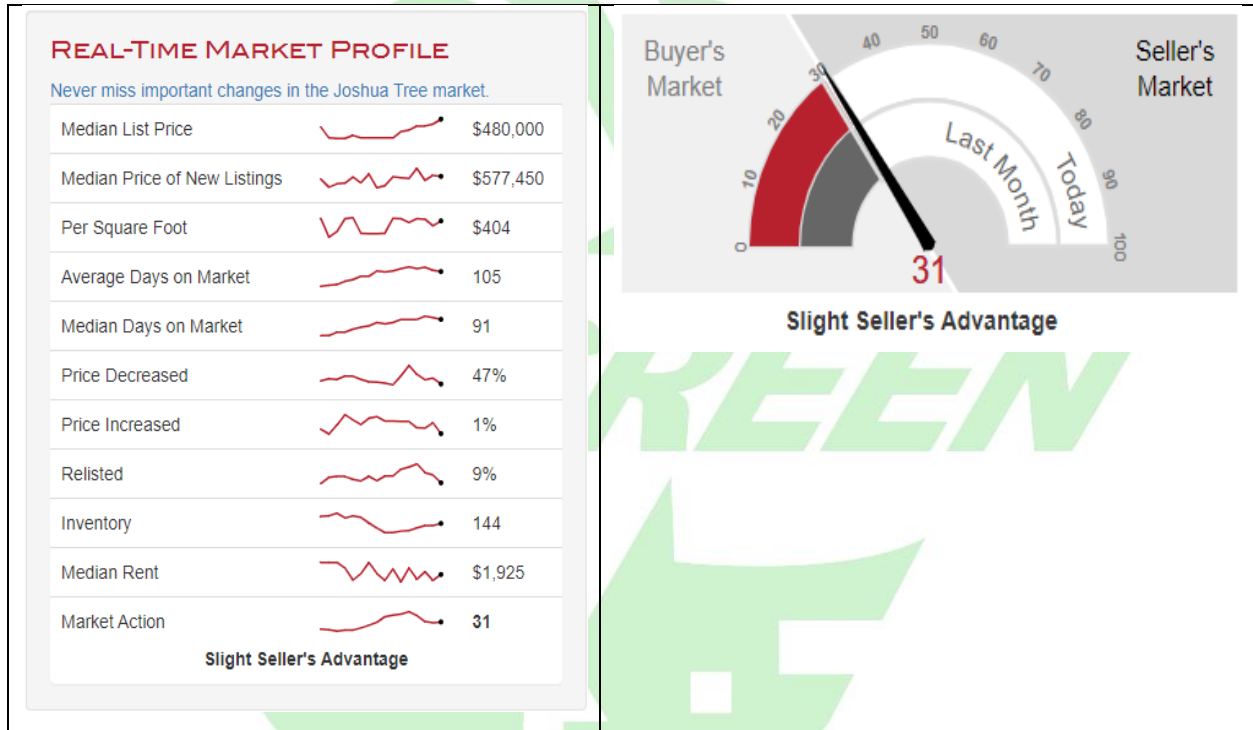 REAL-TIME MARKET PROFILE
Never miss important changes in the Joshua Tree market.
Median List Price $480,000
Median Price of New Listings $577,450
Per Square Foot $404
Average Days on Market 105
Median Days on Market 91
Price Decreased 47%
Price Increased 1%
Relisted 9%
Inventory 144
Median Rent $1,925
Market Action 31
Slight Seller's Advantage
Buyer's
Market
Seller's
Market
0
10
20
30
40
50
60
70
80
90
100
Last Month
Today
31
Slight Seller's Advantage
REEN